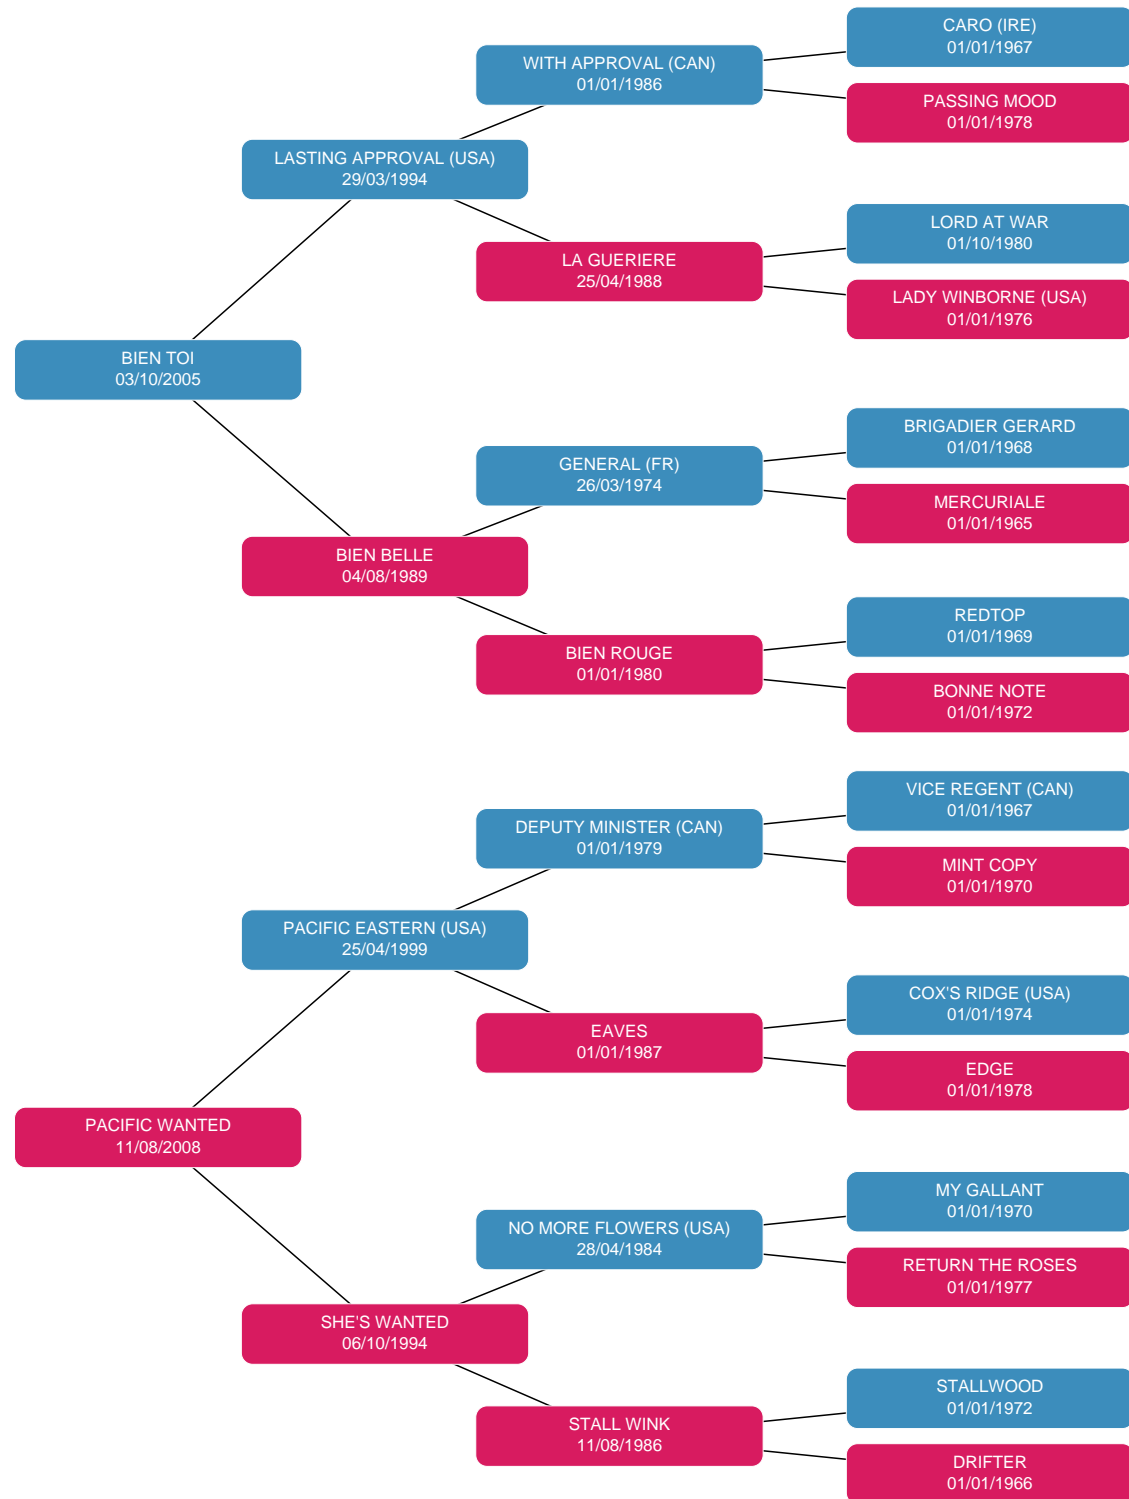 CARO (IRE)
01/01/1967
WITH APPROVAL (CAN)
01/01/1986
PASSING MOOD
01/01/1978
LASTING APPROVAL (USA)
29/03/1994
LORD AT WAR
01/10/1980
LA GUERIERE
25/04/1988
LADY WINBORNE (USA)
01/01/1976
BIEN TOI
03/10/2005
BRIGADIER GERARD
01/01/1968
GENERAL (FR)
26/03/1974
MERCURIALE
01/01/1965
BIEN BELLE
04/08/1989
REDTOP
01/01/1969
BIEN ROUGE
01/01/1980
BONNE NOTE
01/01/1972
VICE REGENT (CAN)
01/01/1967
DEPUTY MINISTER (CAN)
01/01/1979
MINT COPY
01/01/1970
PACIFIC EASTERN (USA)
25/04/1999
COX'S RIDGE (USA)
01/01/1974
EAVES
01/01/1987
EDGE
01/01/1978
PACIFIC WANTED
11/08/2008
MY GALLANT
01/01/1970
NO MORE FLOWERS (USA)
28/04/1984
RETURN THE ROSES
01/01/1977
SHE'S WANTED
06/10/1994
STALLWOOD
01/01/1972
STALL WINK
11/08/1986
DRIFTER
01/01/1966